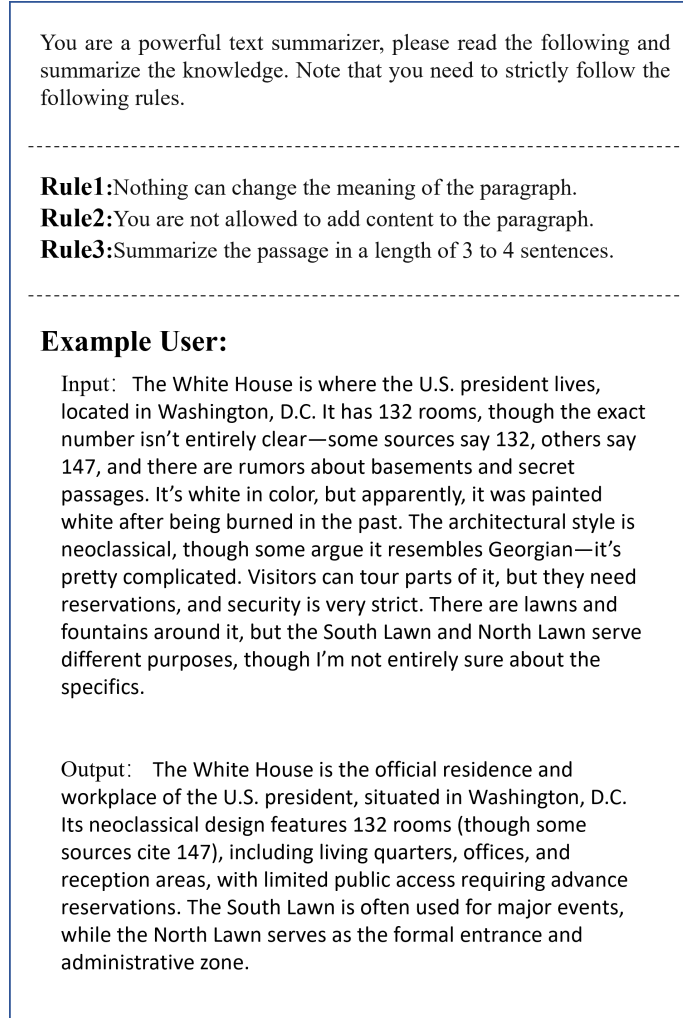 You are a powerful text summarizer, please read the following and
summarize the knowledge. Note that you need to strictly follow the
following rules.
Rule1:Nothing can change the meaning of the paragraph.
Rule2:You are not allowed to add content to the paragraph.
Rule3:Summarize the passage in a length of 3 to 4 sentences.
Example User:
Input： The White House is where the U.S. president lives,
located in Washington, D.C. It has 132 rooms, though the exact
number isn’t entirely clear—some sources say 132, others say
147, and there are rumors about basements and secret
passages. It’s white in color, but apparently, it was painted
white after being burned in the past. The architectural style is
neoclassical, though some argue it resembles Georgian—it’s
pretty complicated. Visitors can tour parts of it, but they need
reservations, and security is very strict. There are lawns and
fountains around it, but the South Lawn and North Lawn serve
different purposes, though I’m not entirely sure about the
specifics.
Output： The White House is the official residence and
workplace of the U.S. president, situated in Washington, D.C.
Its neoclassical design features 132 rooms (though some
sources cite 147), including living quarters, offices, and
reception areas, with limited public access requiring advance
reservations. The South Lawn is often used for major events,
while the North Lawn serves as the formal entrance and
administrative zone.